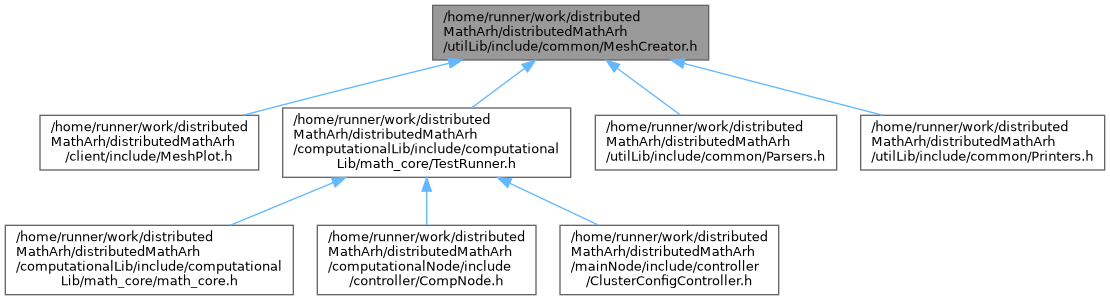 /home/runner/work/distributed
MathArh/distributedMathArh
/utilLib/include/common/MeshCreator.h
/home/runner/work/distributed
MathArh/distributedMathArh
/client/include/MeshPlot.h
/home/runner/work/distributed
MathArh/distributedMathArh
/computationalLib/include/computational
Lib/math_core/TestRunner.h
/home/runner/work/distributed
MathArh/distributedMathArh
/utilLib/include/common/Parsers.h
/home/runner/work/distributed
MathArh/distributedMathArh
/utilLib/include/common/Printers.h
/home/runner/work/distributed
MathArh/distributedMathArh
/computationalLib/include/computational
Lib/math_core/math_core.h
/home/runner/work/distributed
MathArh/distributedMathArh
/computationalNode/include
/controller/CompNode.h
/home/runner/work/distributed
MathArh/distributedMathArh
/mainNode/include/controller
/ClusterConfigController.h